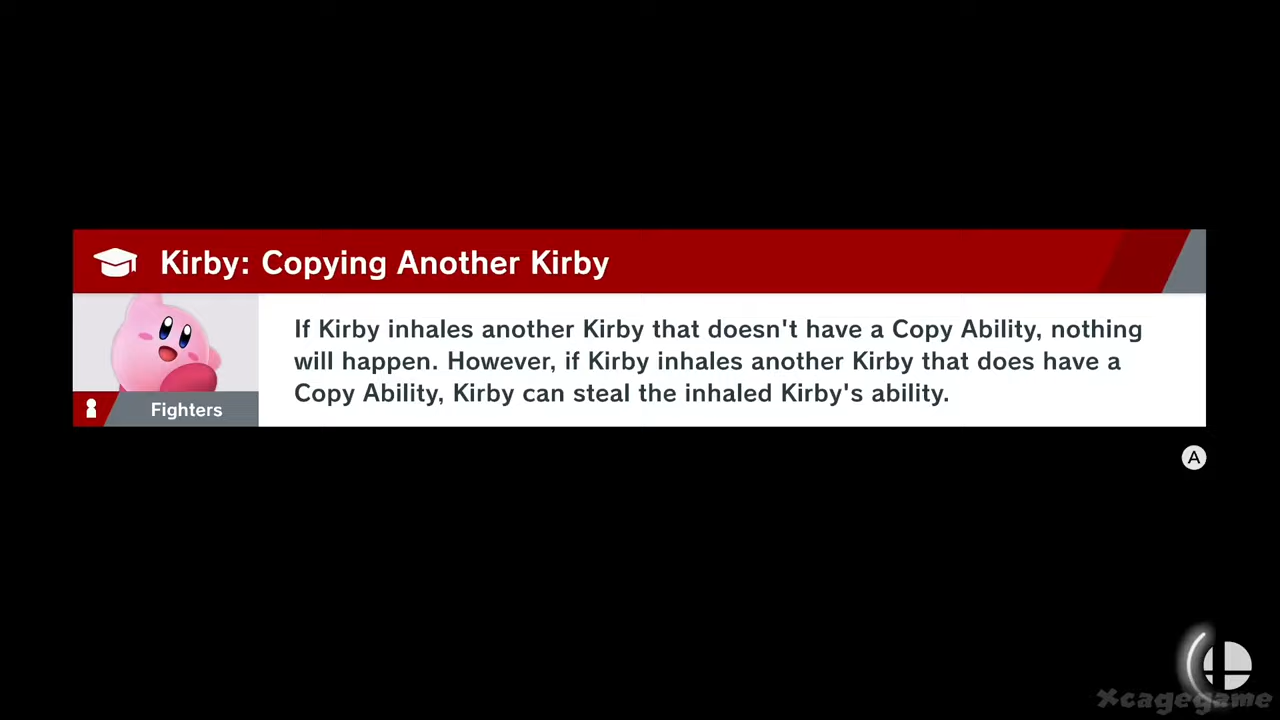 Kirby: Copying Another Kirby
If Kirby inhales another Kirby that doesn't have a Copy Ability, nothing
will happen. However, if Kirby inhales another Kirby that does have a
Copy Ability, Kirby can steal the inhaled Kirby's ability.
Fighters
A
Xcagegame